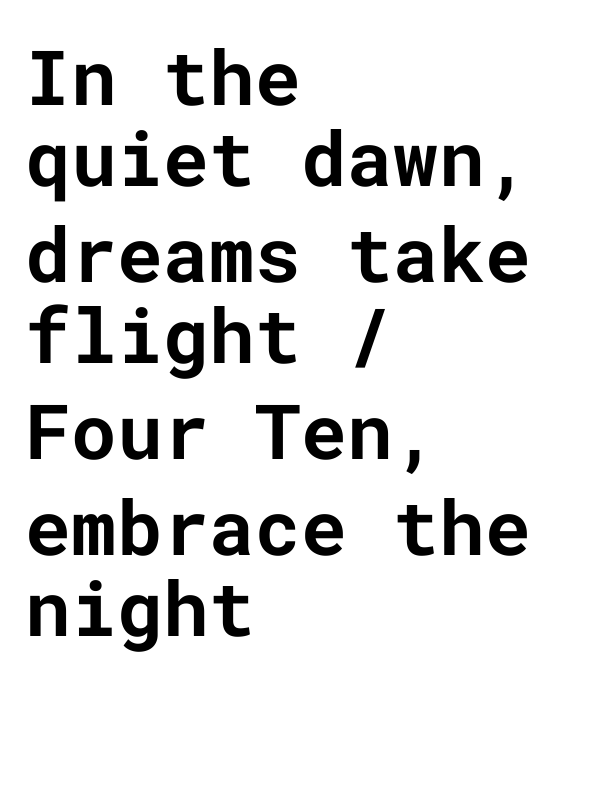 In the
quiet dawn,
dreams take
flight /
Four Ten,
embrace the
night